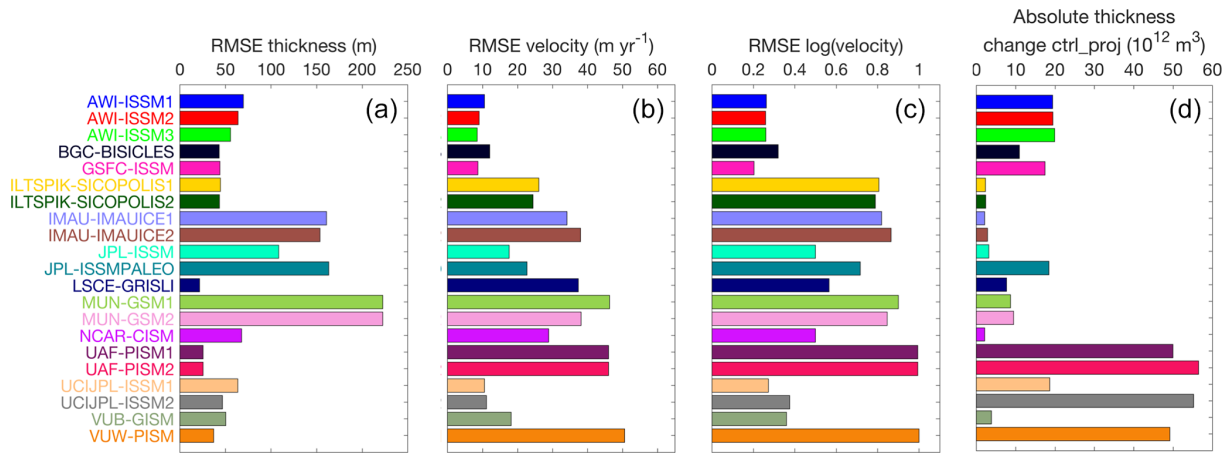 Absolute thickness
RMSE thickness (m) RMSE velocity (m yr⁻¹) RMSE log(velocity) change ctrl_proj (10¹² m³)
0 50 100 150 200 250 0 10 20 30 40 50 60 0 0.2 0.4 0.6 0.8 1 0 10 20 30 40 50 60
AWI-ISSM1 (a) (b) (c) (d)
AWI-ISSM2
AWI-ISSM3
BGC-BISICLES
GSFC-ISSM
ILTSPIK-SICOPOLIS1
ILTSPIK-SICOPOLIS2
IMAU-IMAUICE1
IMAU-IMAUICE2
JPL-ISSM
JPL-ISSMPALEO
LSCE-GRISLI
MUN-GSM1
MUN-GSM2
NCAR-CISM
UAF-PISM1
UAF-PISM2
UCIJPL-ISSM1
UCIJPL-ISSM2
VUB-GISM
VUW-PISM